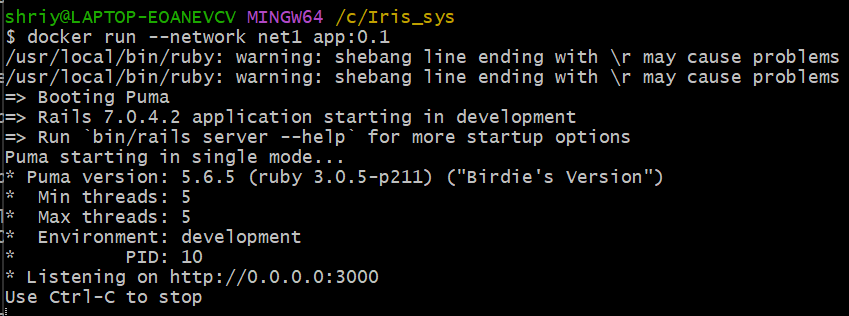 shriy@LAPTOP-EOANEVCV MINGW64 /c/Iris_sys
$ docker run --network net1 app:0.1
/usr/local/bin/ruby: warning: shebang line ending with \r may cause problems
/usr/local/bin/ruby: warning: shebang line ending with \r may cause problems
=> Booting Puma
=> Rails 7.0.4.2 application starting in development
=> Run `bin/rails server --help` for more startup options
Puma starting in single mode...
* Puma version: 5.6.5 (ruby 3.0.5-p211) ("Birdie's Version")
*  Min threads: 5
*  Max threads: 5
*  Environment: development
*          PID: 10
* Listening on http://0.0.0.0:3000
Use Ctrl-C to stop